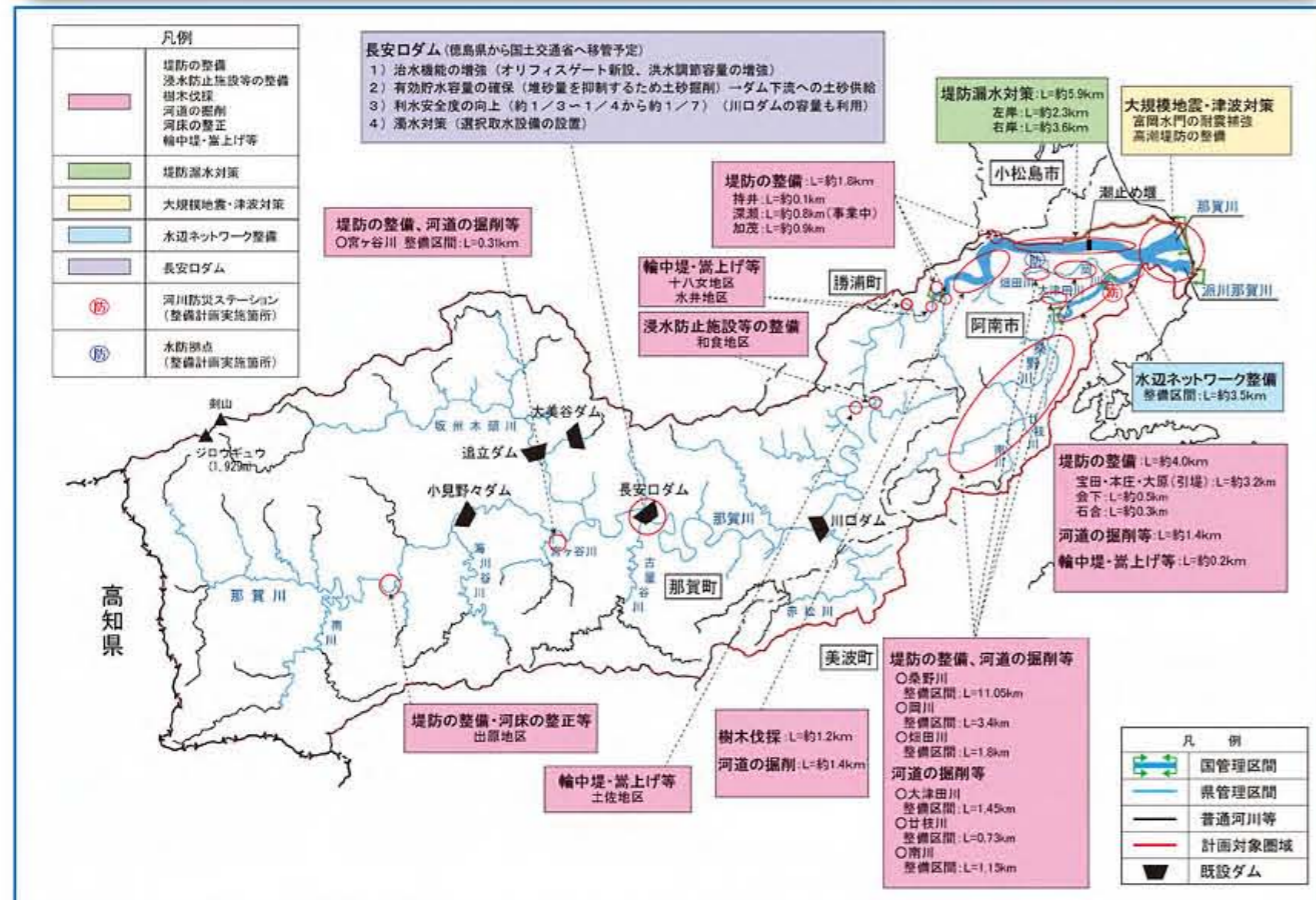 凡例
堤防の整備
浸水防止施設等の整備
樹木伐採
河道の掘削
河床の整正
輪中堤・嵩上げ等
堤防漏水対策
大規模地震・津波対策
水辺ネットワーク整備
長安口ダム
防
河川防災ステーション
(整備計画実施箇所)
防
水防拠点
(整備計画実施箇所)
長安口ダム(徳島県から国土交通省へ移管予定)
1)治水機能の増強(オリフィスゲート新設、洪水調節容量の増強)
2)有効貯水容量の確保(堆砂量を抑制するため土砂掘削)→ダム下流への土砂供給
3)利水安全度の向上(約1/3~1/4から約1/7)(川口ダムの容量も利用)
4)濁水対策(選択取水設備の設置)
堤防漏水対策:L=約5.9km
左岸:L=約2.3km
右岸:L=約3.6km
大規模地震・津波対策
富岡水門の耐震補強
高潮堤防の整備
小松島市
潮止め堰
那賀川
派川那賀川
堤防の整備:L=約1.8km
持井:L=約0.1km
深瀬:L=約0.8km(事業中)
加茂:L=約0.9km
堤防の整備、河道の掘削等
○宮ヶ谷川 整備区間:L=0.31km
輪中堤・嵩上げ等
十八女地区
水井地区
勝浦町
浸水防止施設等の整備
和食地区
防
岡川
畑田川
大津田川
防
阿南市
桑野川
廿枝川
南川
水辺ネットワーク整備
整備区間:L=約3.5km
剣山
ジロウギュウ
(1,929m)
坂州木頭川
大美谷ダム
追立ダム
小見野々ダム
長安口ダム
那賀川
川口ダム
宮ヶ谷川
海川谷川
古屋谷川
那賀町
赤松川
高知県
那賀川
南川
美波町
堤防の整備:L=約4.0km
宝田・本庄・大原(引堤):L=約3.2km
会下:L=約0.5km
石合:L=約0.3km
河道の掘削等:L=約1.4km
輪中堤・嵩上げ等:L=約0.2km
堤防の整備、河道の掘削等
○桑野川
整備区間:L=11.05km
○岡川
整備区間:L=3.4km
○畑田川
整備区間:L=1.8km
河道の掘削等
○大津田川
整備区間:L=1.45km
○廿枝川
整備区間:L=0.73km
○南川
整備区間:L=1.15km
堤防の整備・河床の整正等
出原地区
輪中堤・嵩上げ等
土佐地区
樹木伐採:L=約1.2km
河道の掘削:L=約1.4km
凡 例
国管理区間
県管理区間
普通河川等
計画対象圏域
既設ダム